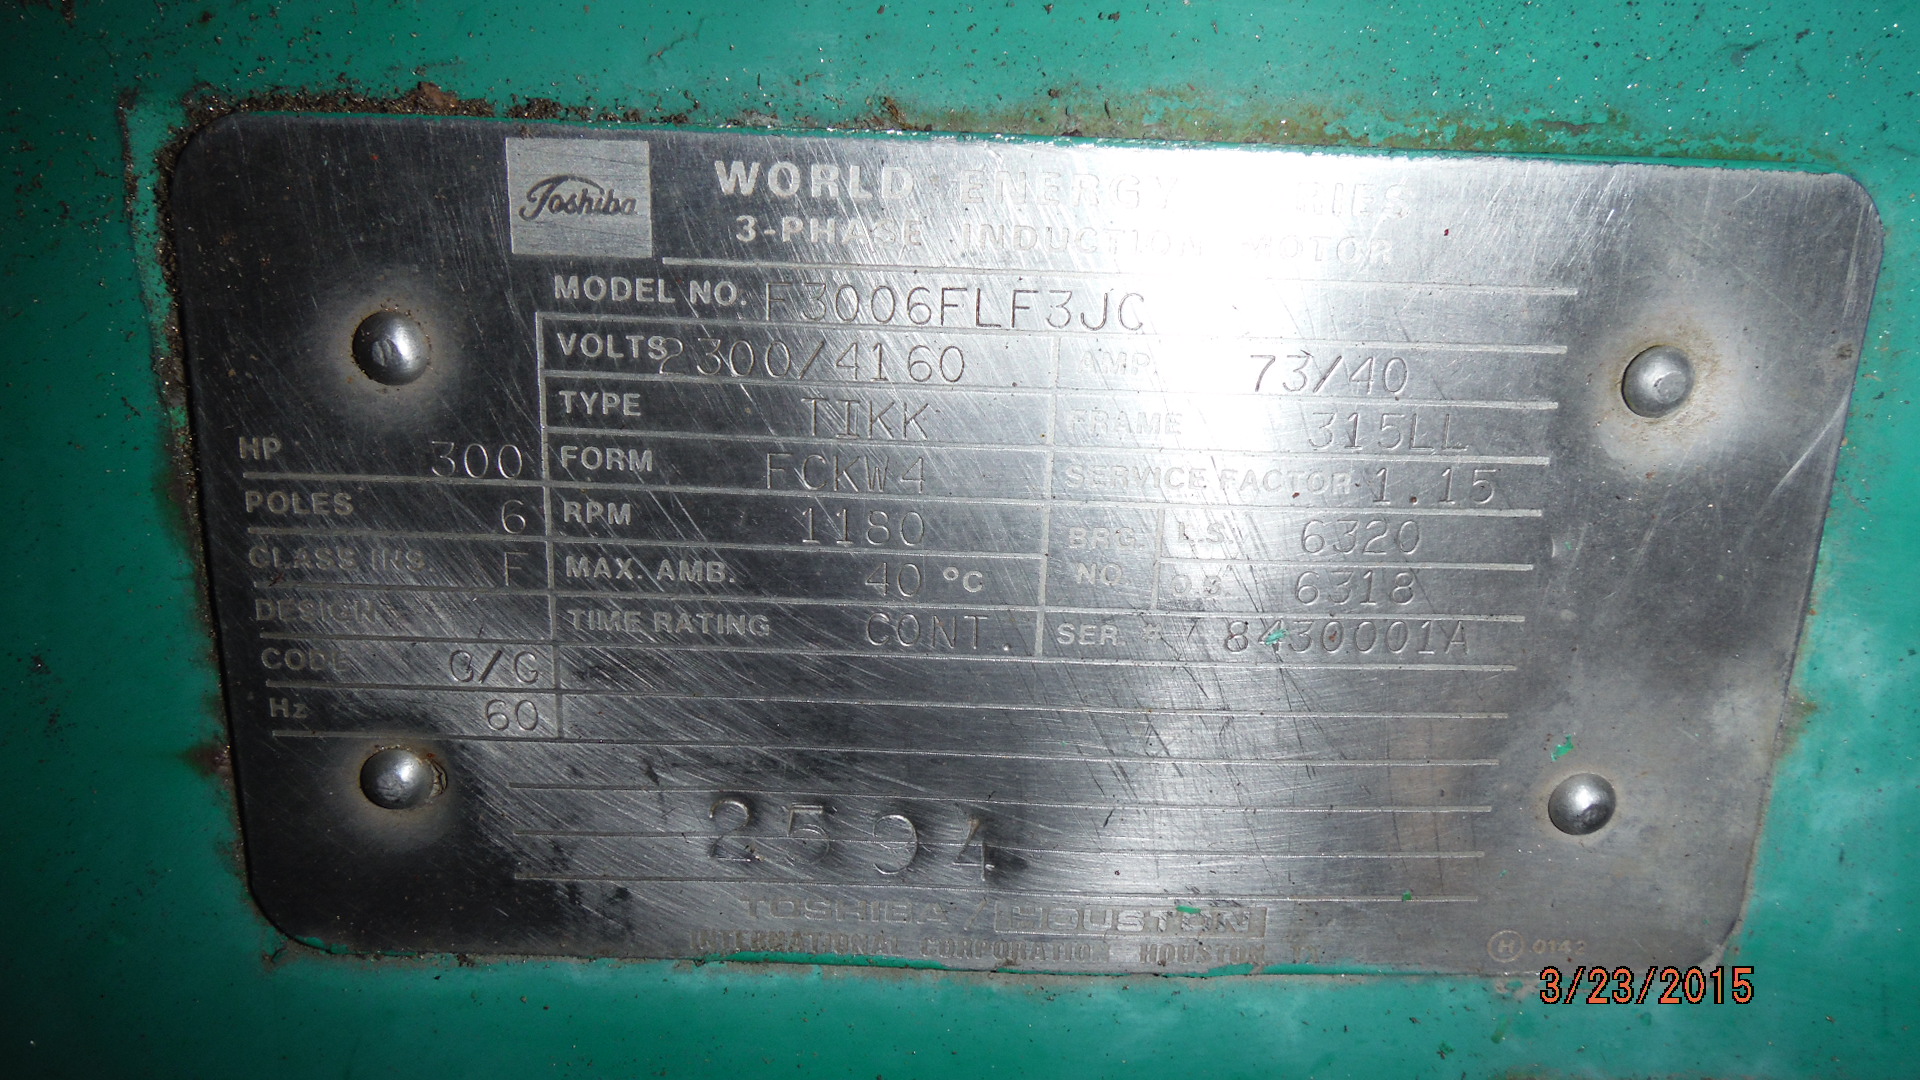 Toshiba
WORLD ENERGY SERIES
3-PHASE INDUCTION MOTOR
MODEL NO. F3006FLF3JC
VOLTS 2300/4160 AMP. 73/40
TYPE TIKK FRAME 315LL
HP 300 FORM FCKW4 SERVICE FACTOR 1.15
POLES 6 RPM 1180 BRG. NO. L.S. 6320
CLASS INS. F MAX. AMB. 40 °C O.S. 6318
DESIGN TIME RATING CONT. SER. 8430001A
CODE G/G
Hz 60
2594
TOSHIBA/HOUSTON
INTERNATIONAL CORPORATION HOUSTON
H 0142
3/23/2015